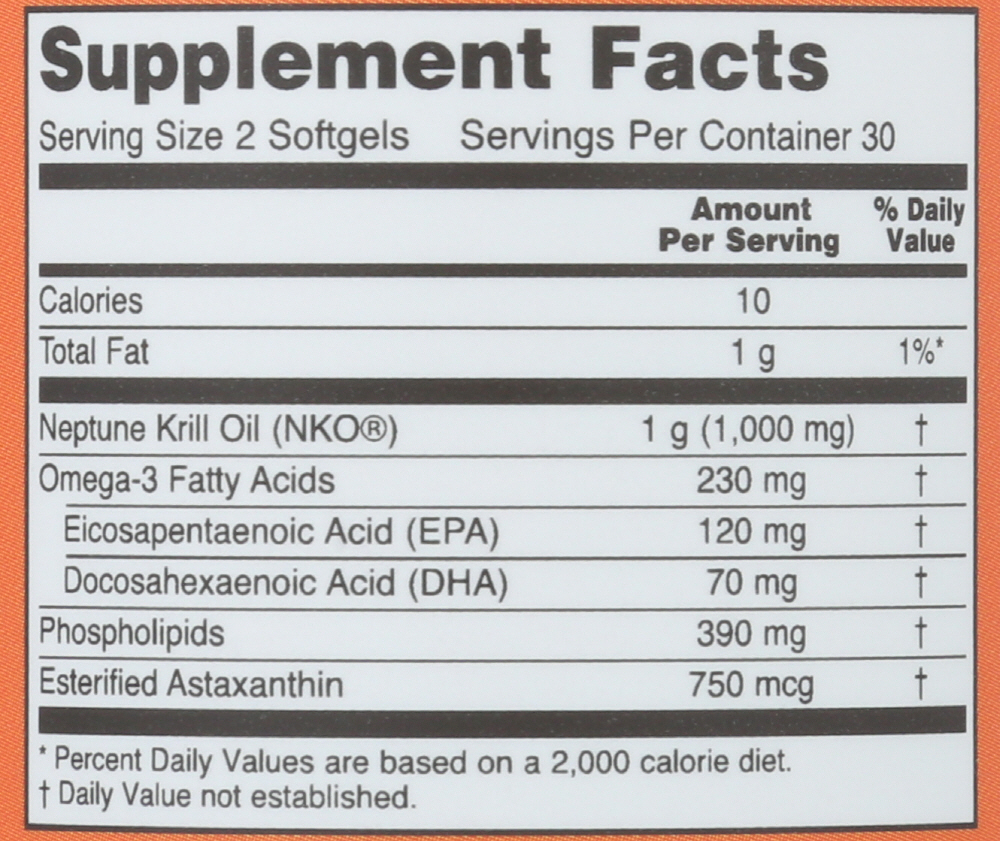 Supplement Facts
Serving Size 2 Softgels Servings Per Container 30
Amount Per Serving % Daily Value
Calories 10
Total Fat 1 g 1%*
Neptune Krill Oil (NKO®) 1 g (1,000 mg) †
Omega-3 Fatty Acids 230 mg †
Eicosapentaenoic Acid (EPA) 120 mg †
Docosahexaenoic Acid (DHA) 70 mg †
Phospholipids 390 mg †
Esterified Astaxanthin 750 mcg †
* Percent Daily Values are based on a 2,000 calorie diet.
† Daily Value not established.